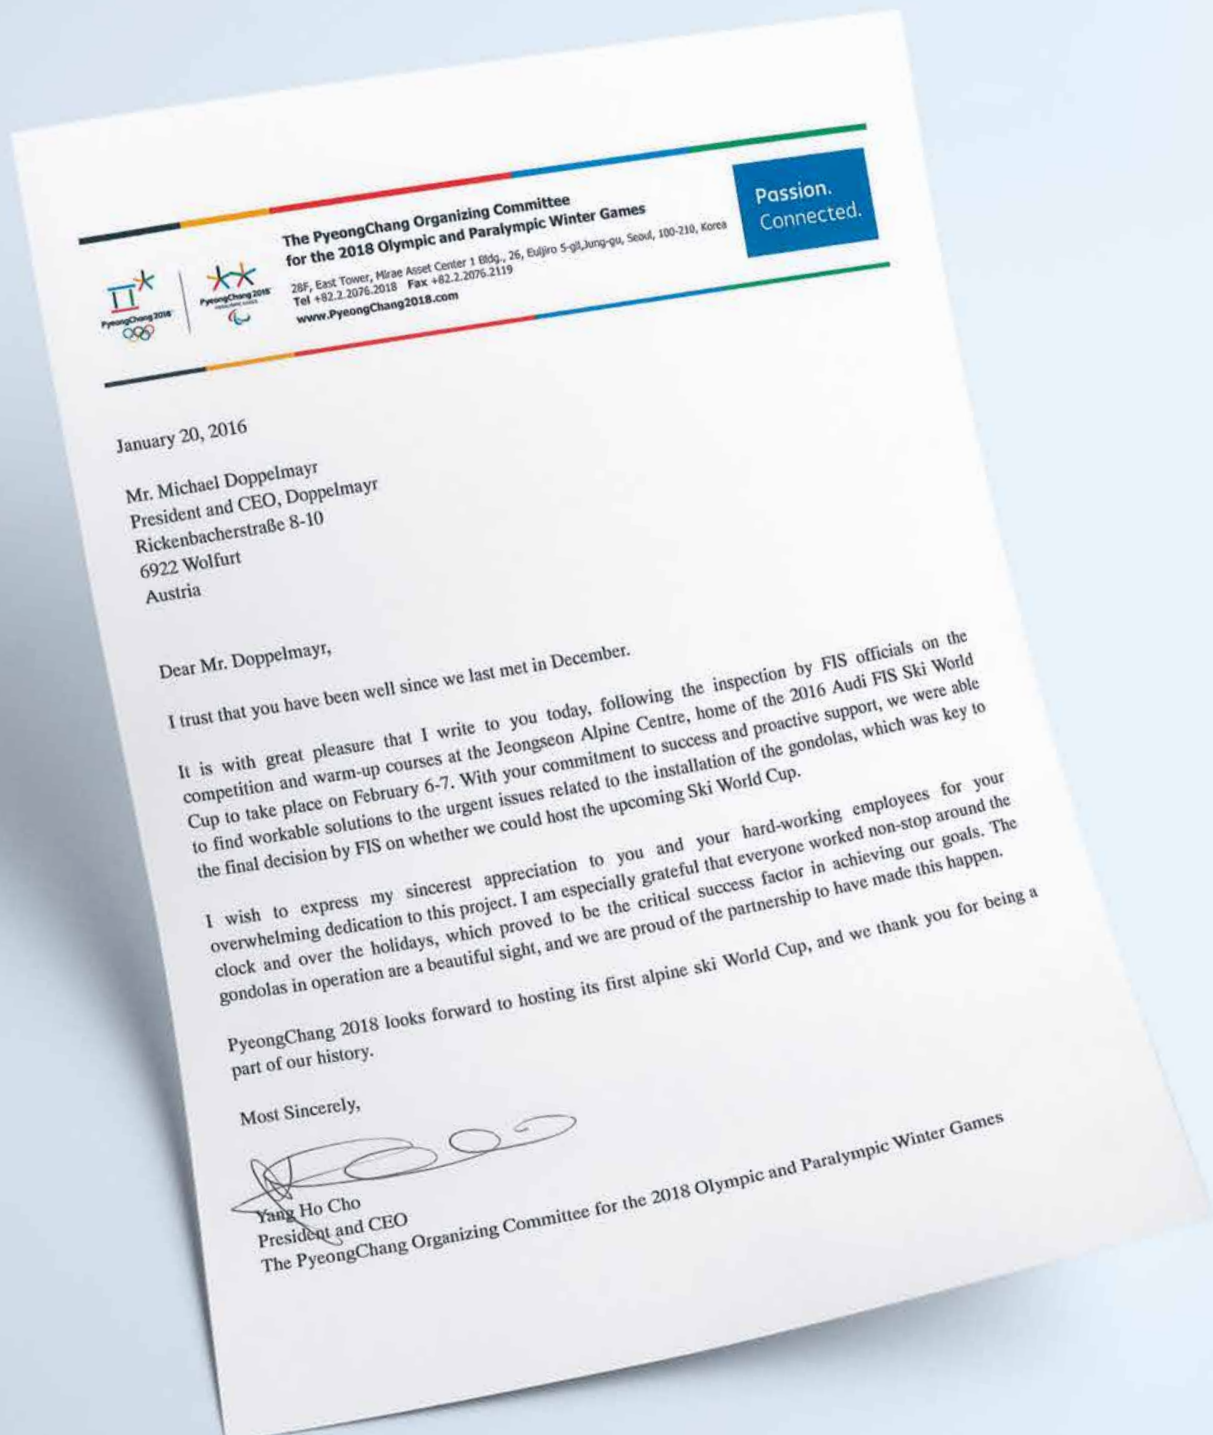 The PyeongChang Organizing Committee
for the 2018 Olympic and Paralympic Winter Games
28F, East Tower, Mirae Asset Center 1 Bldg., 26, Euljiro 5-gil,Jung-gu, Seoul, 100-210, Korea
Tel +82.2.2076.2018 Fax +82.2.2076.2119
www.PyeongChang2018.com
PyeongChang 2018
PyeongChang 2018
Passion.
Connected.
January 20, 2016
Mr. Michael Doppelmayr
President and CEO, Doppelmayr
Rickenbacherstraße 8-10
6922 Wolfurt
Austria
Dear Mr. Doppelmayr,
I trust that you have been well since we last met in December.
It is with great pleasure that I write to you today, following the inspection by FIS officials on the
competition and warm-up courses at the Jeongseon Alpine Centre, home of the 2016 Audi FIS Ski World
Cup to take place on February 6-7. With your commitment to success and proactive support, we were able
to find workable solutions to the urgent issues related to the installation of the gondolas, which was key to
the final decision by FIS on whether we could host the upcoming Ski World Cup.
I wish to express my sincerest appreciation to you and your hard-working employees for your
overwhelming dedication to this project. I am especially grateful that everyone worked non-stop around the
clock and over the holidays, which proved to be the critical success factor in achieving our goals. The
gondolas in operation are a beautiful sight, and we are proud of the partnership to have made this happen.
PyeongChang 2018 looks forward to hosting its first alpine ski World Cup, and we thank you for being a
part of our history.
Most Sincerely,
Yang Ho Cho
President and CEO
The PyeongChang Organizing Committee for the 2018 Olympic and Paralympic Winter Games